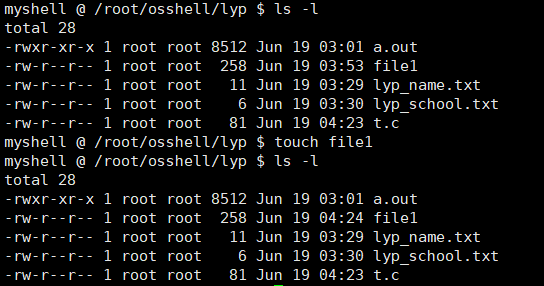 myshell @ /root/osshell/lyp $ ls -l
total 28
-rwxr-xr-x 1 root root 8512 Jun 19 03:01 a.out
-rw-r--r-- 1 root root  258 Jun 19 03:53 file1
-rw-r--r-- 1 root root   11 Jun 19 03:29 lyp_name.txt
-rw-r--r-- 1 root root    6 Jun 19 03:30 lyp_school.txt
-rw-r--r-- 1 root root   81 Jun 19 04:23 t.c
myshell @ /root/osshell/lyp $ touch file1
myshell @ /root/osshell/lyp $ ls -l
total 28
-rwxr-xr-x 1 root root 8512 Jun 19 03:01 a.out
-rw-r--r-- 1 root root  258 Jun 19 04:24 file1
-rw-r--r-- 1 root root   11 Jun 19 03:29 lyp_name.txt
-rw-r--r-- 1 root root    6 Jun 19 03:30 lyp_school.txt
-rw-r--r-- 1 root root   81 Jun 19 04:23 t.c